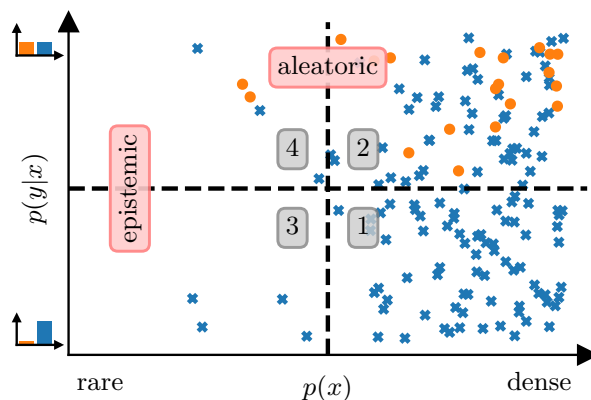 aleatoric
epistemic
4
2
3
1
p(y|x)
rare
p(x)
dense